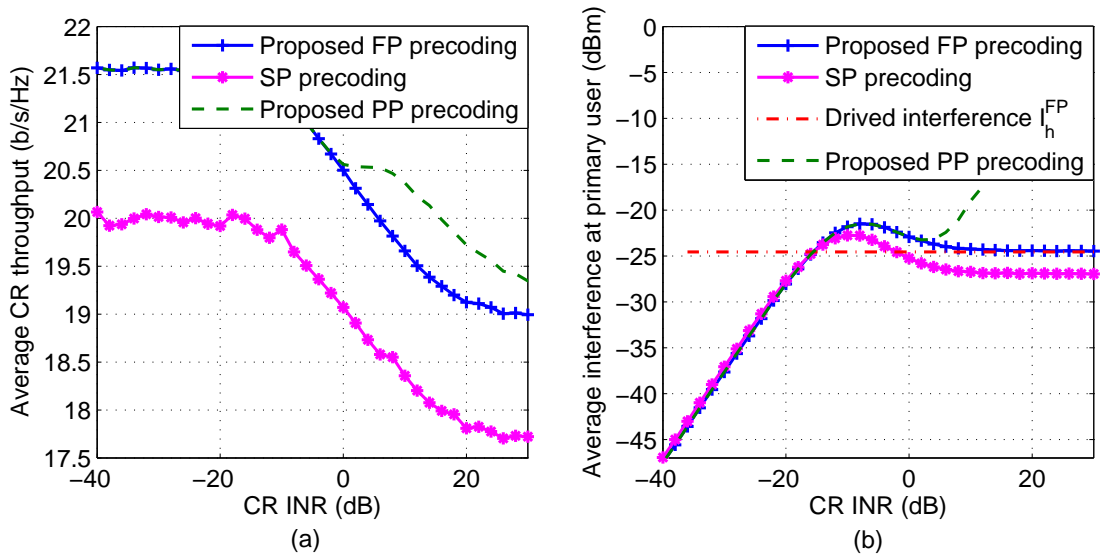 22
21.5
21
20.5
20
19.5
19
18.5
18
17.5
−40
−20
0
20
Average CR throughput (b/s/Hz)
CR INR (dB)
Proposed FP precoding
SP precoding
Proposed PP precoding
(a)
0
−5
−10
−15
−20
−25
−30
−35
−40
−45
−40
−20
0
20
Average interference at primary user (dBm)
CR INR (dB)
Proposed FP precoding
SP precoding
Drived interference I_h^FP
Proposed PP precoding
(b)